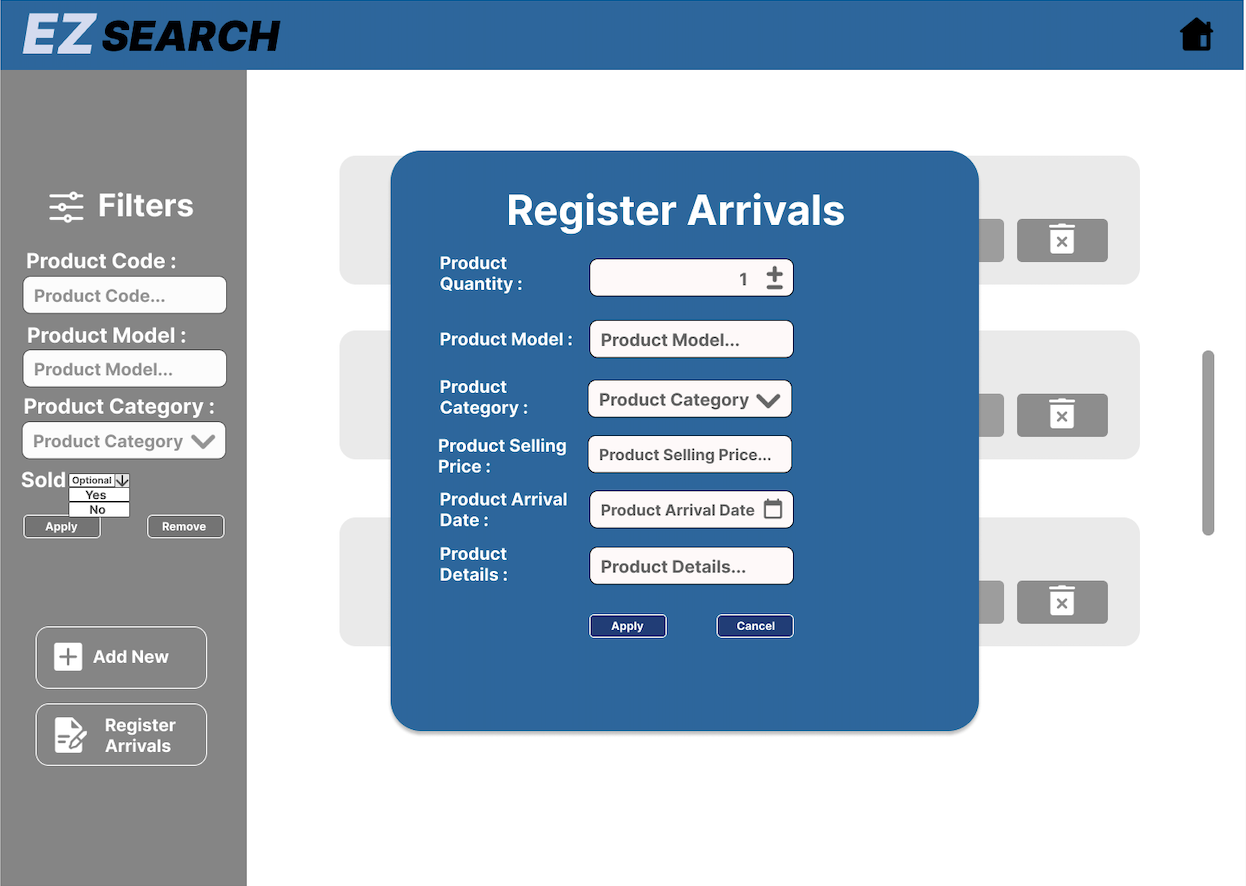 EZ SEARCH
Filters
Product Code :
Product Code...
Product Model :
Product Model...
Product Category :
Product Category
Sold
Optional
Yes
No
Apply
Remove
Add New
Register
Arrivals
Register Arrivals
Product
Quantity :
1
Product Model :
Product Model...
Product
Category :
Product Category
Product Selling
Price :
Product Selling Price...
Product Arrival
Date :
Product Arrival Date
Product
Details :
Product Details...
Apply
Cancel